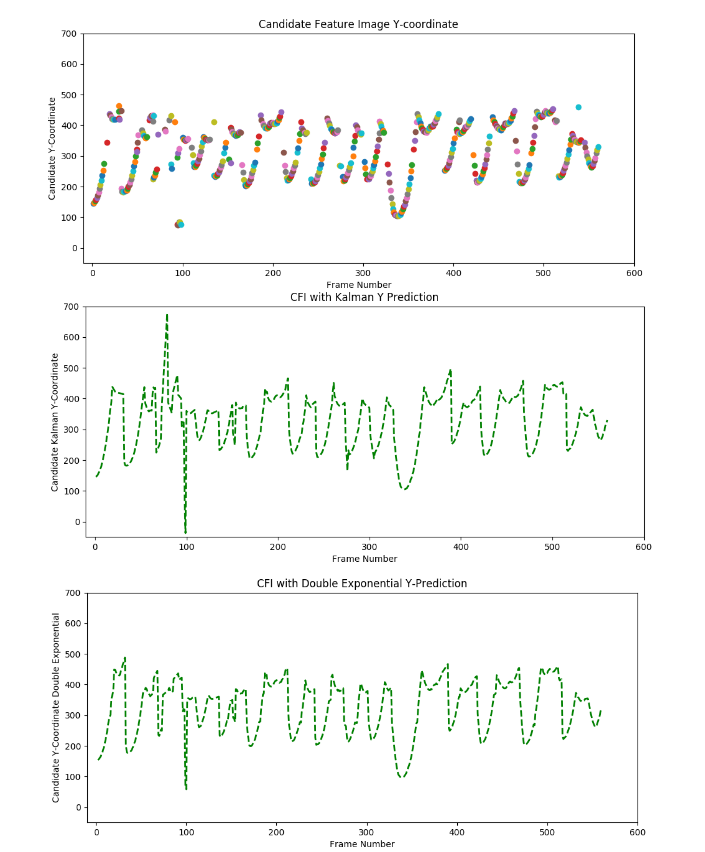 Candidate Feature Image Y-coordinate
700
600
500
400
300
200
100
0
Candidate Y-Coordinate
0 100 200 300 400 500 600
Frame Number
CFI with Kalman Y Prediction
700
600
500
400
300
200
100
0
Candidate Kalman Y-Coordinate
0 100 200 300 400 500 600
Frame Number
CFI with Double Exponential Y-Prediction
700
600
500
400
300
200
100
0
Candidate Y-Coordinate Double Exponential
0 100 200 300 400 500 600
Frame Number